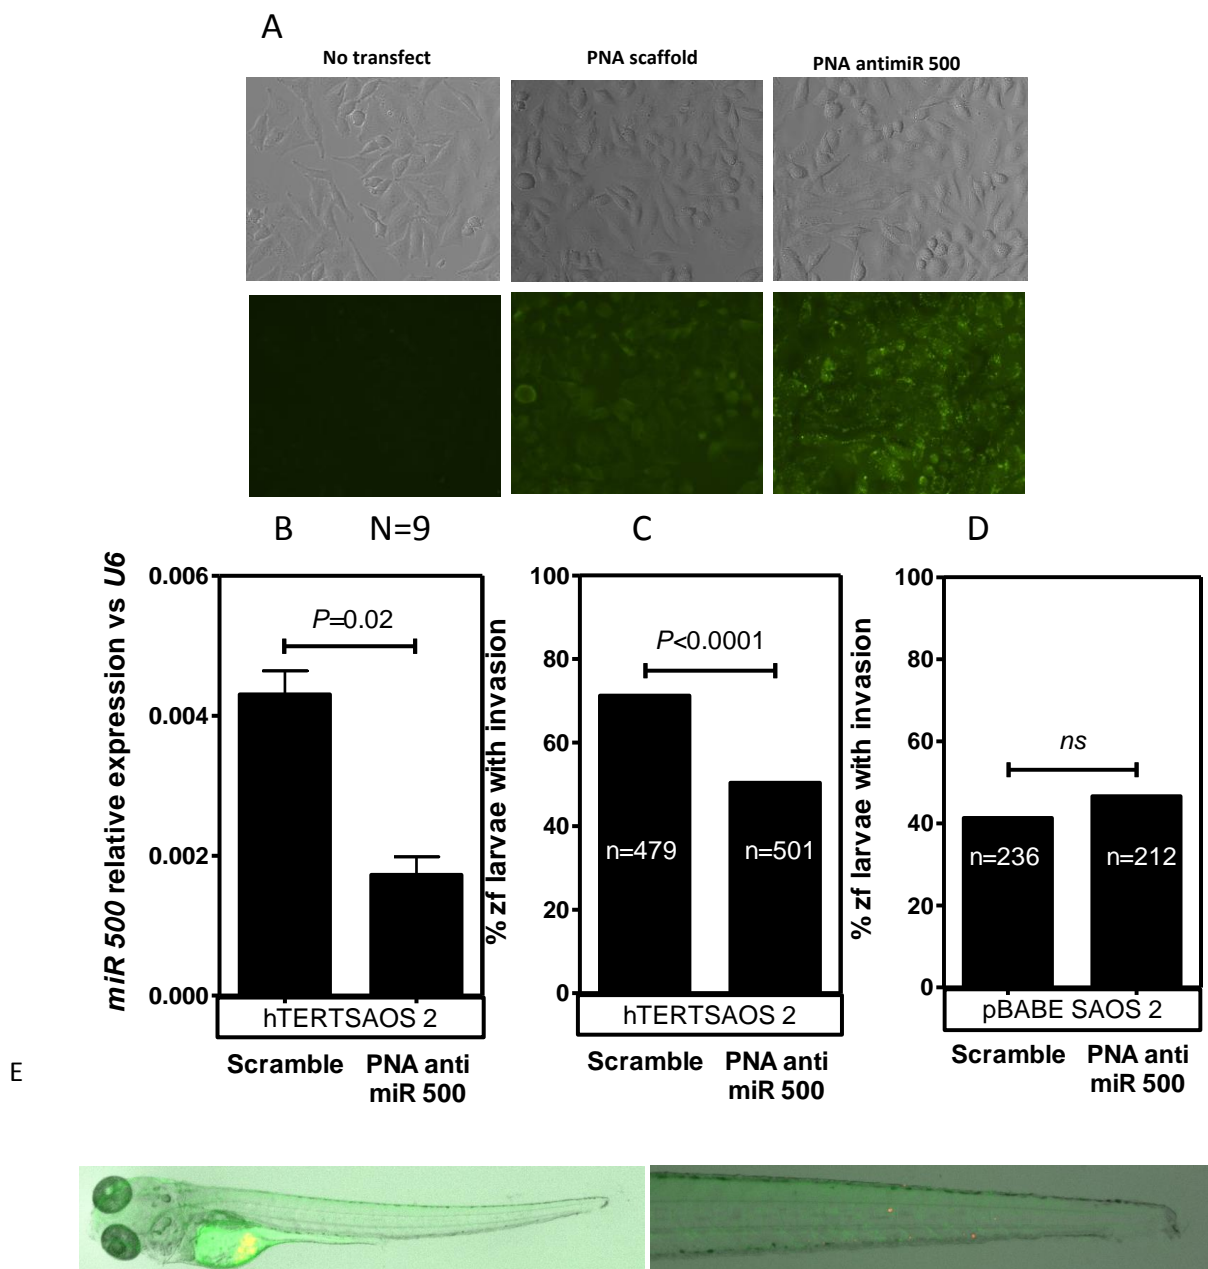 A
No transfect
PNA scaffold
PNA antimiR 500
B
N=9
C
D
miR 500 relative expression vs U6
0.006
0.004
0.002
0.000
P=0.02
hTERTSAOS 2
Scramble
PNA anti
miR 500
% zf larvae with invasion
100
80
60
40
20
0
P<0.0001
n=479
n=501
hTERTSAOS 2
Scramble
PNA anti
miR 500
% zf larvae with invasion
100
80
60
40
20
0
ns
n=236
n=212
pBABE SAOS 2
Scramble
PNA anti
miR 500
E